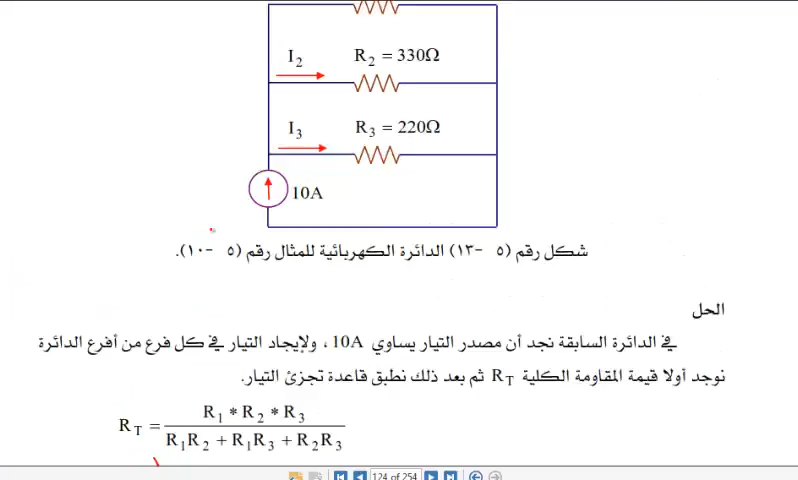 I2 R2 = 330Ω
I3 R3 = 220Ω
10A
شكل رقم (٥ -١٣) الدائرة الكهربائية للمثال رقم (٥ -١٠).
الحل
في الدائرة السابقة نجد أن مصدر التيار يساوي 10A ، ولإيجاد التيار في كل فرع من أفرع الدائرة
نوجد أولا قيمة المقاومة الكلية RT ثم بعد ذلك نطبق قاعدة تجزئ التيار.
RT = R1 * R2 * R3
R1R2 + R1R3 + R2R3
124 of 254